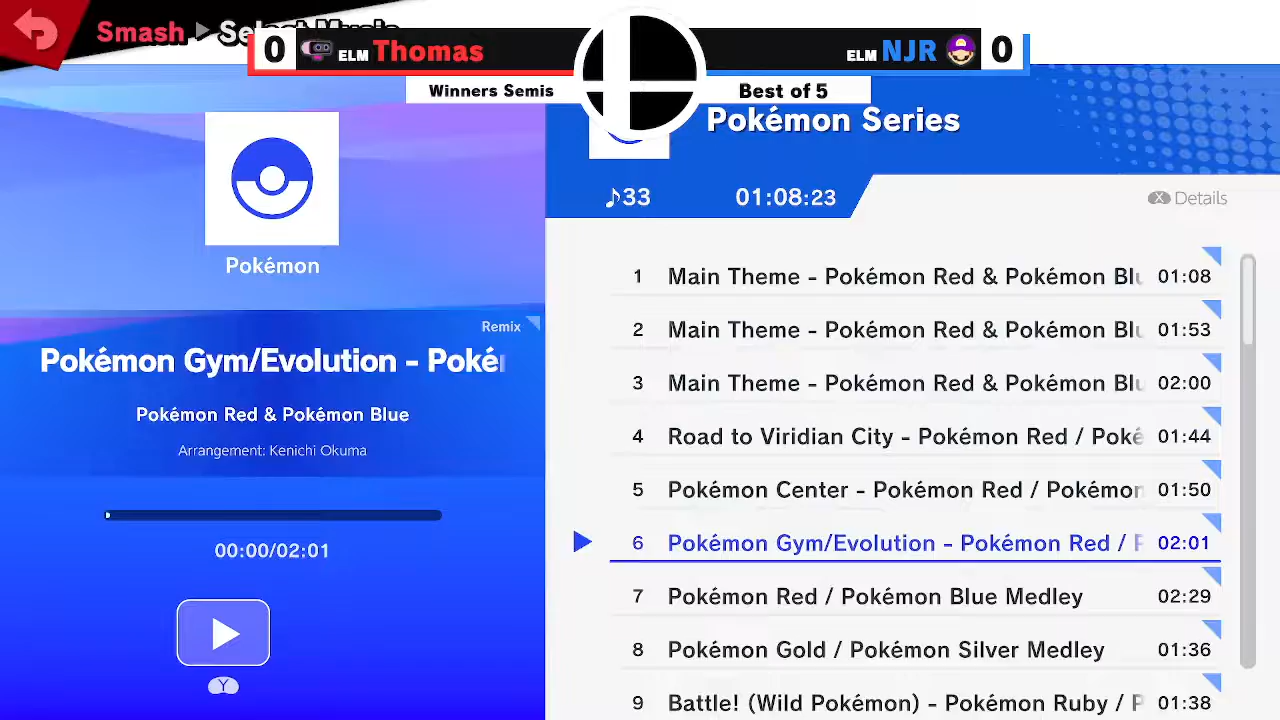 Smash ▶ Select Music
0 ELM Thomas
ELM NJR 0
Winners Semis
Best of 5
Pokémon Series
♪33 01:08:23
X Details
Pokémon
Remix
Pokémon Gym/Evolution - Poké
Pokémon Red & Pokémon Blue
Arrangement: Kenichi Okuma
00:00/02:01
Y
1 Main Theme - Pokémon Red & Pokémon Blu 01:08
2 Main Theme - Pokémon Red & Pokémon Blu 01:53
3 Main Theme - Pokémon Red & Pokémon Blu 02:00
4 Road to Viridian City - Pokémon Red / Poké 01:44
5 Pokémon Center - Pokémon Red / Pokémon 01:50
6 Pokémon Gym/Evolution - Pokémon Red / P 02:01
7 Pokémon Red / Pokémon Blue Medley 02:29
8 Pokémon Gold / Pokémon Silver Medley 01:36
9 Battle! (Wild Pokémon) - Pokémon Ruby / P 01:38